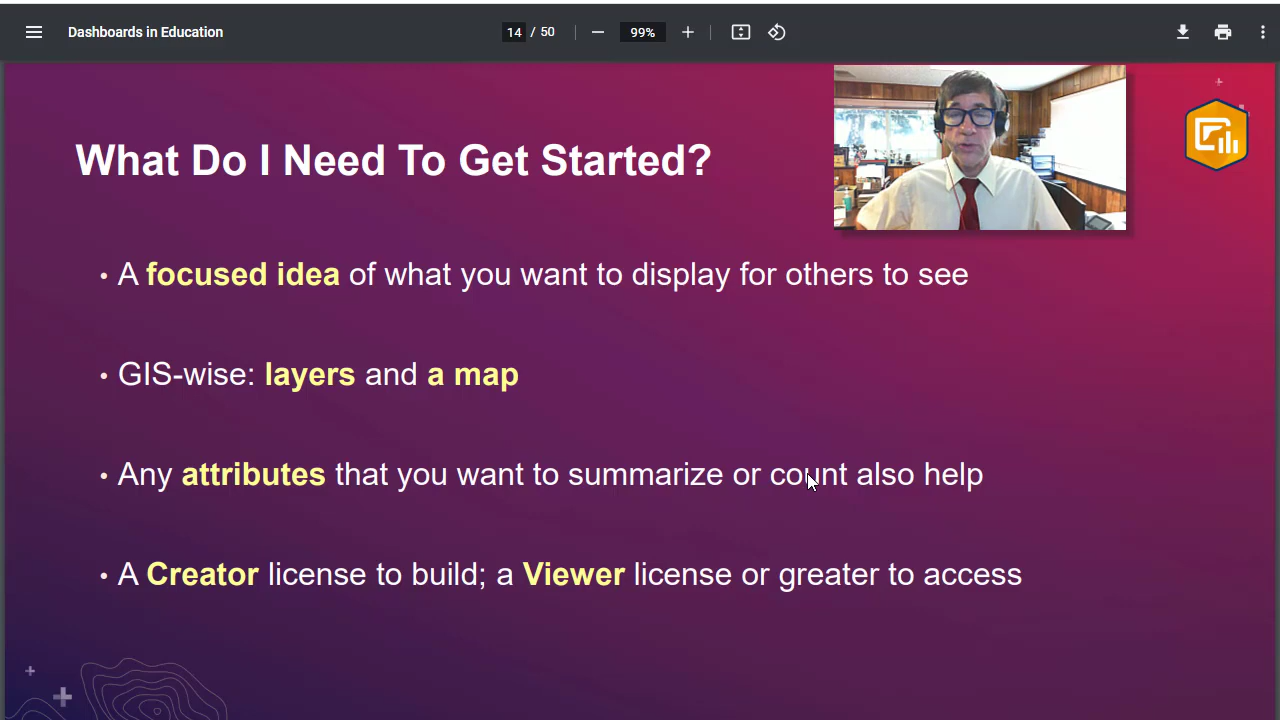 Dashboards in Education
14 / 50
99%
What Do I Need To Get Started?
• A focused idea of what you want to display for others to see
• GIS-wise: layers and a map
• Any attributes that you want to summarize or count also help
• A Creator license to build; a Viewer license or greater to access